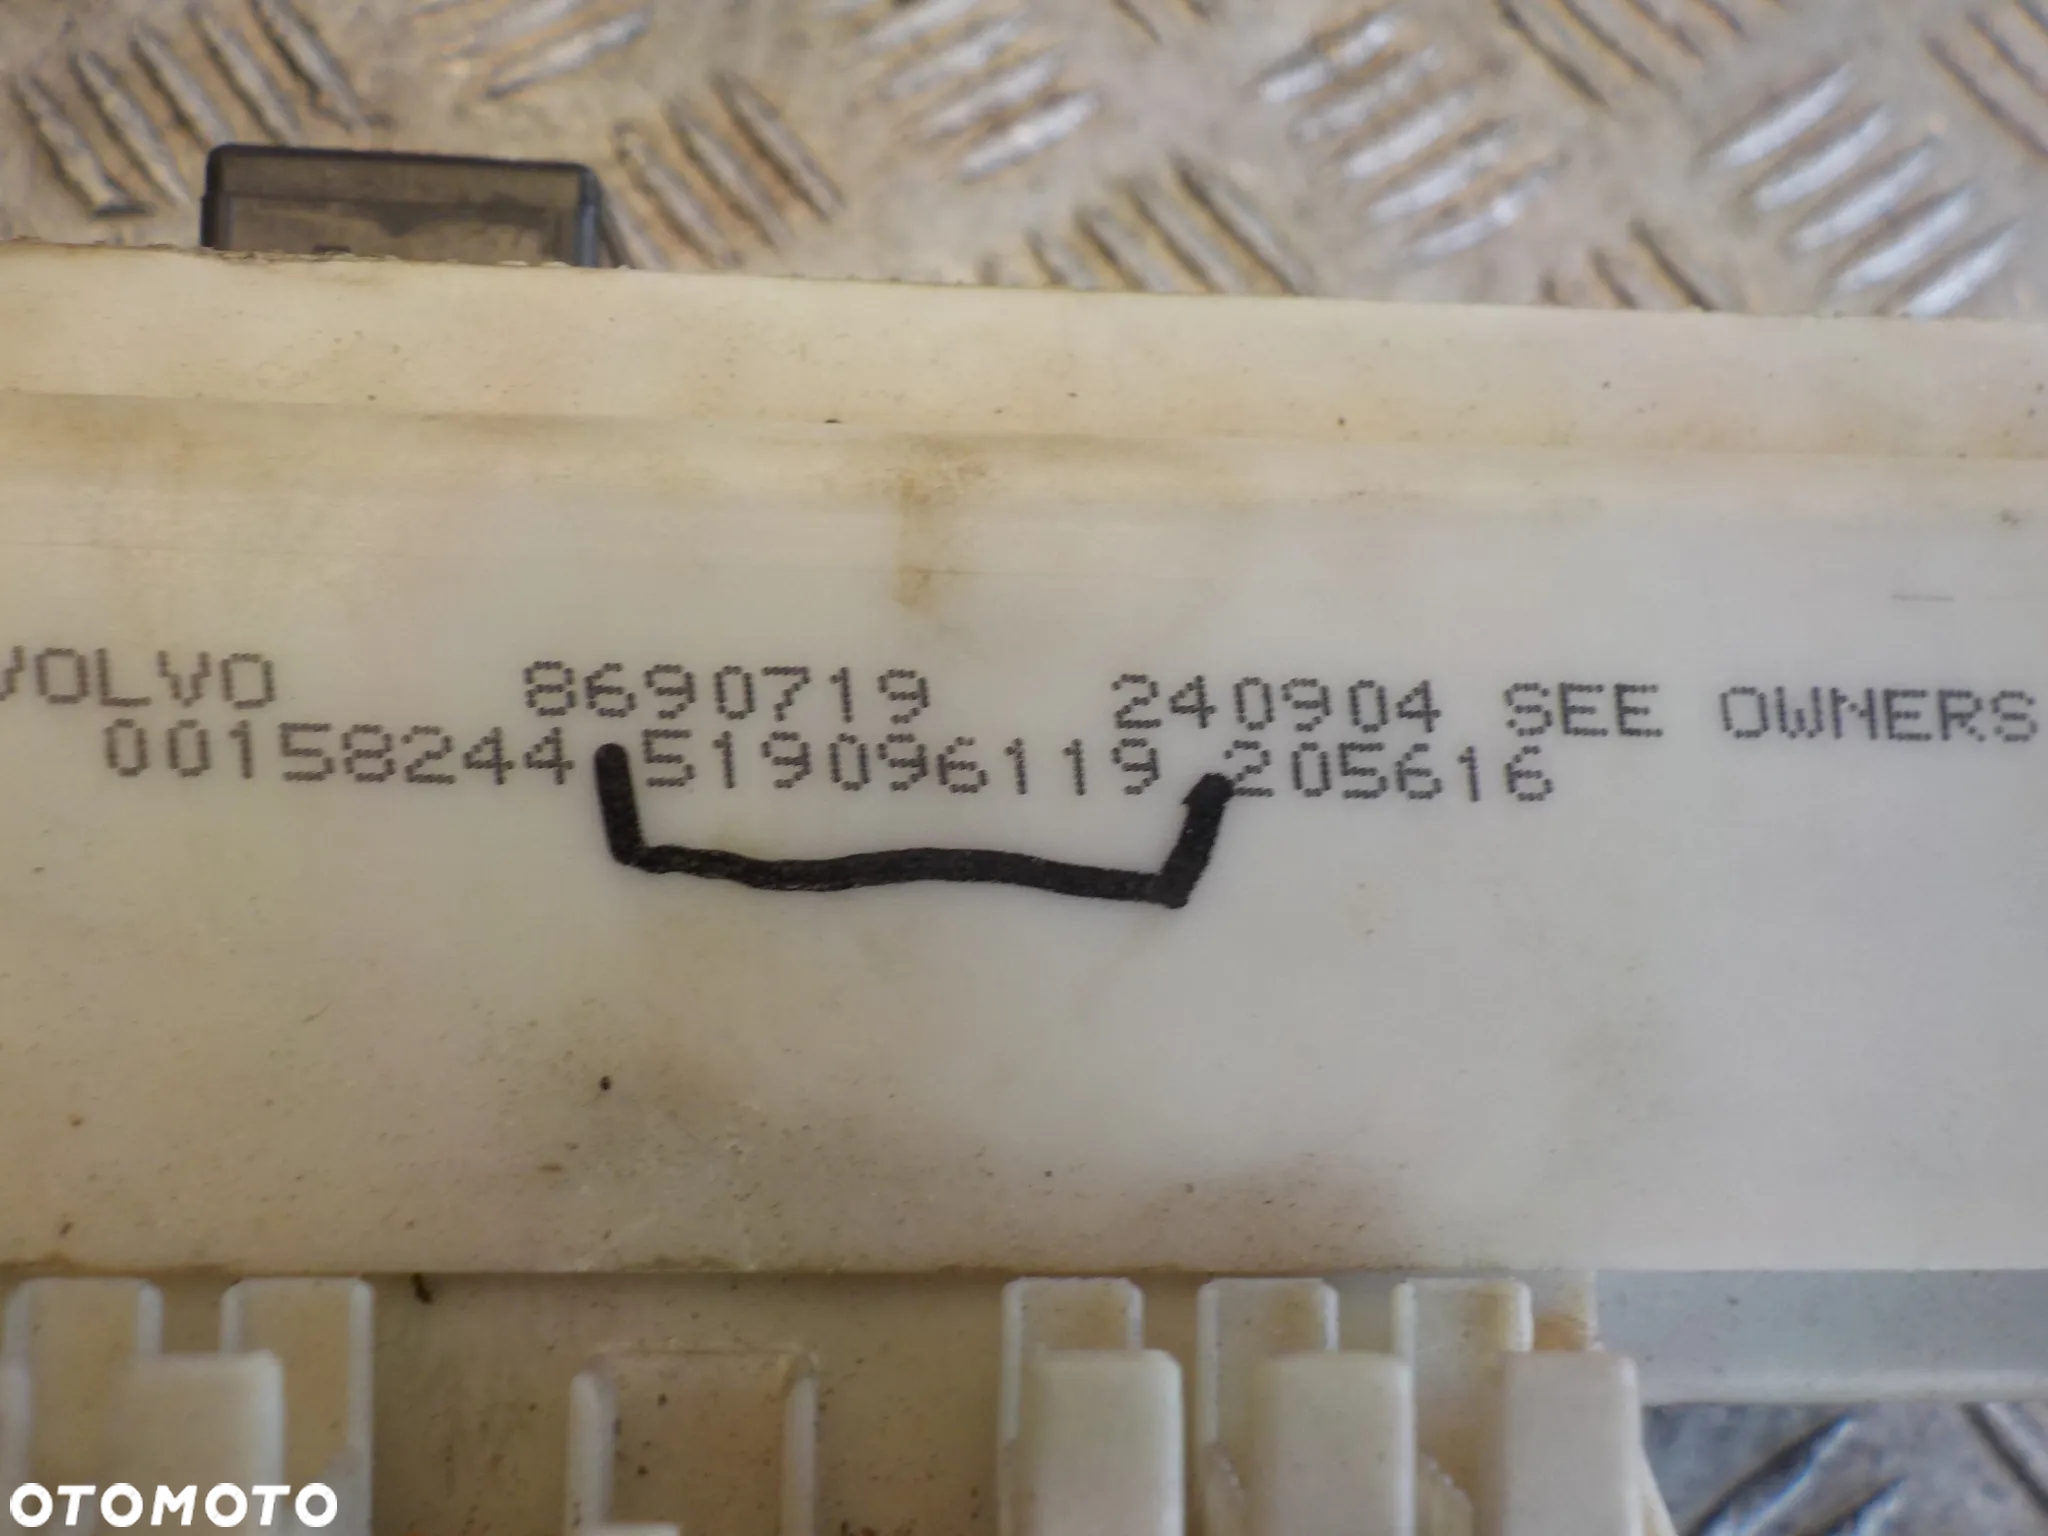 VOLVO 8690719 240904 SEE OWNERS
00158244 519096119 205616
OTOMOTO